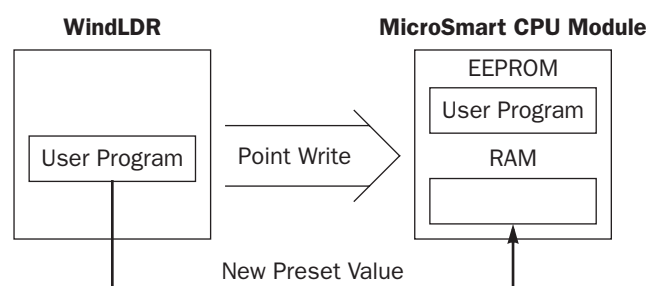 WindLDR
MicroSmart CPU Module
EEPROM
User Program
User Program
Point Write
RAM
New Preset Value